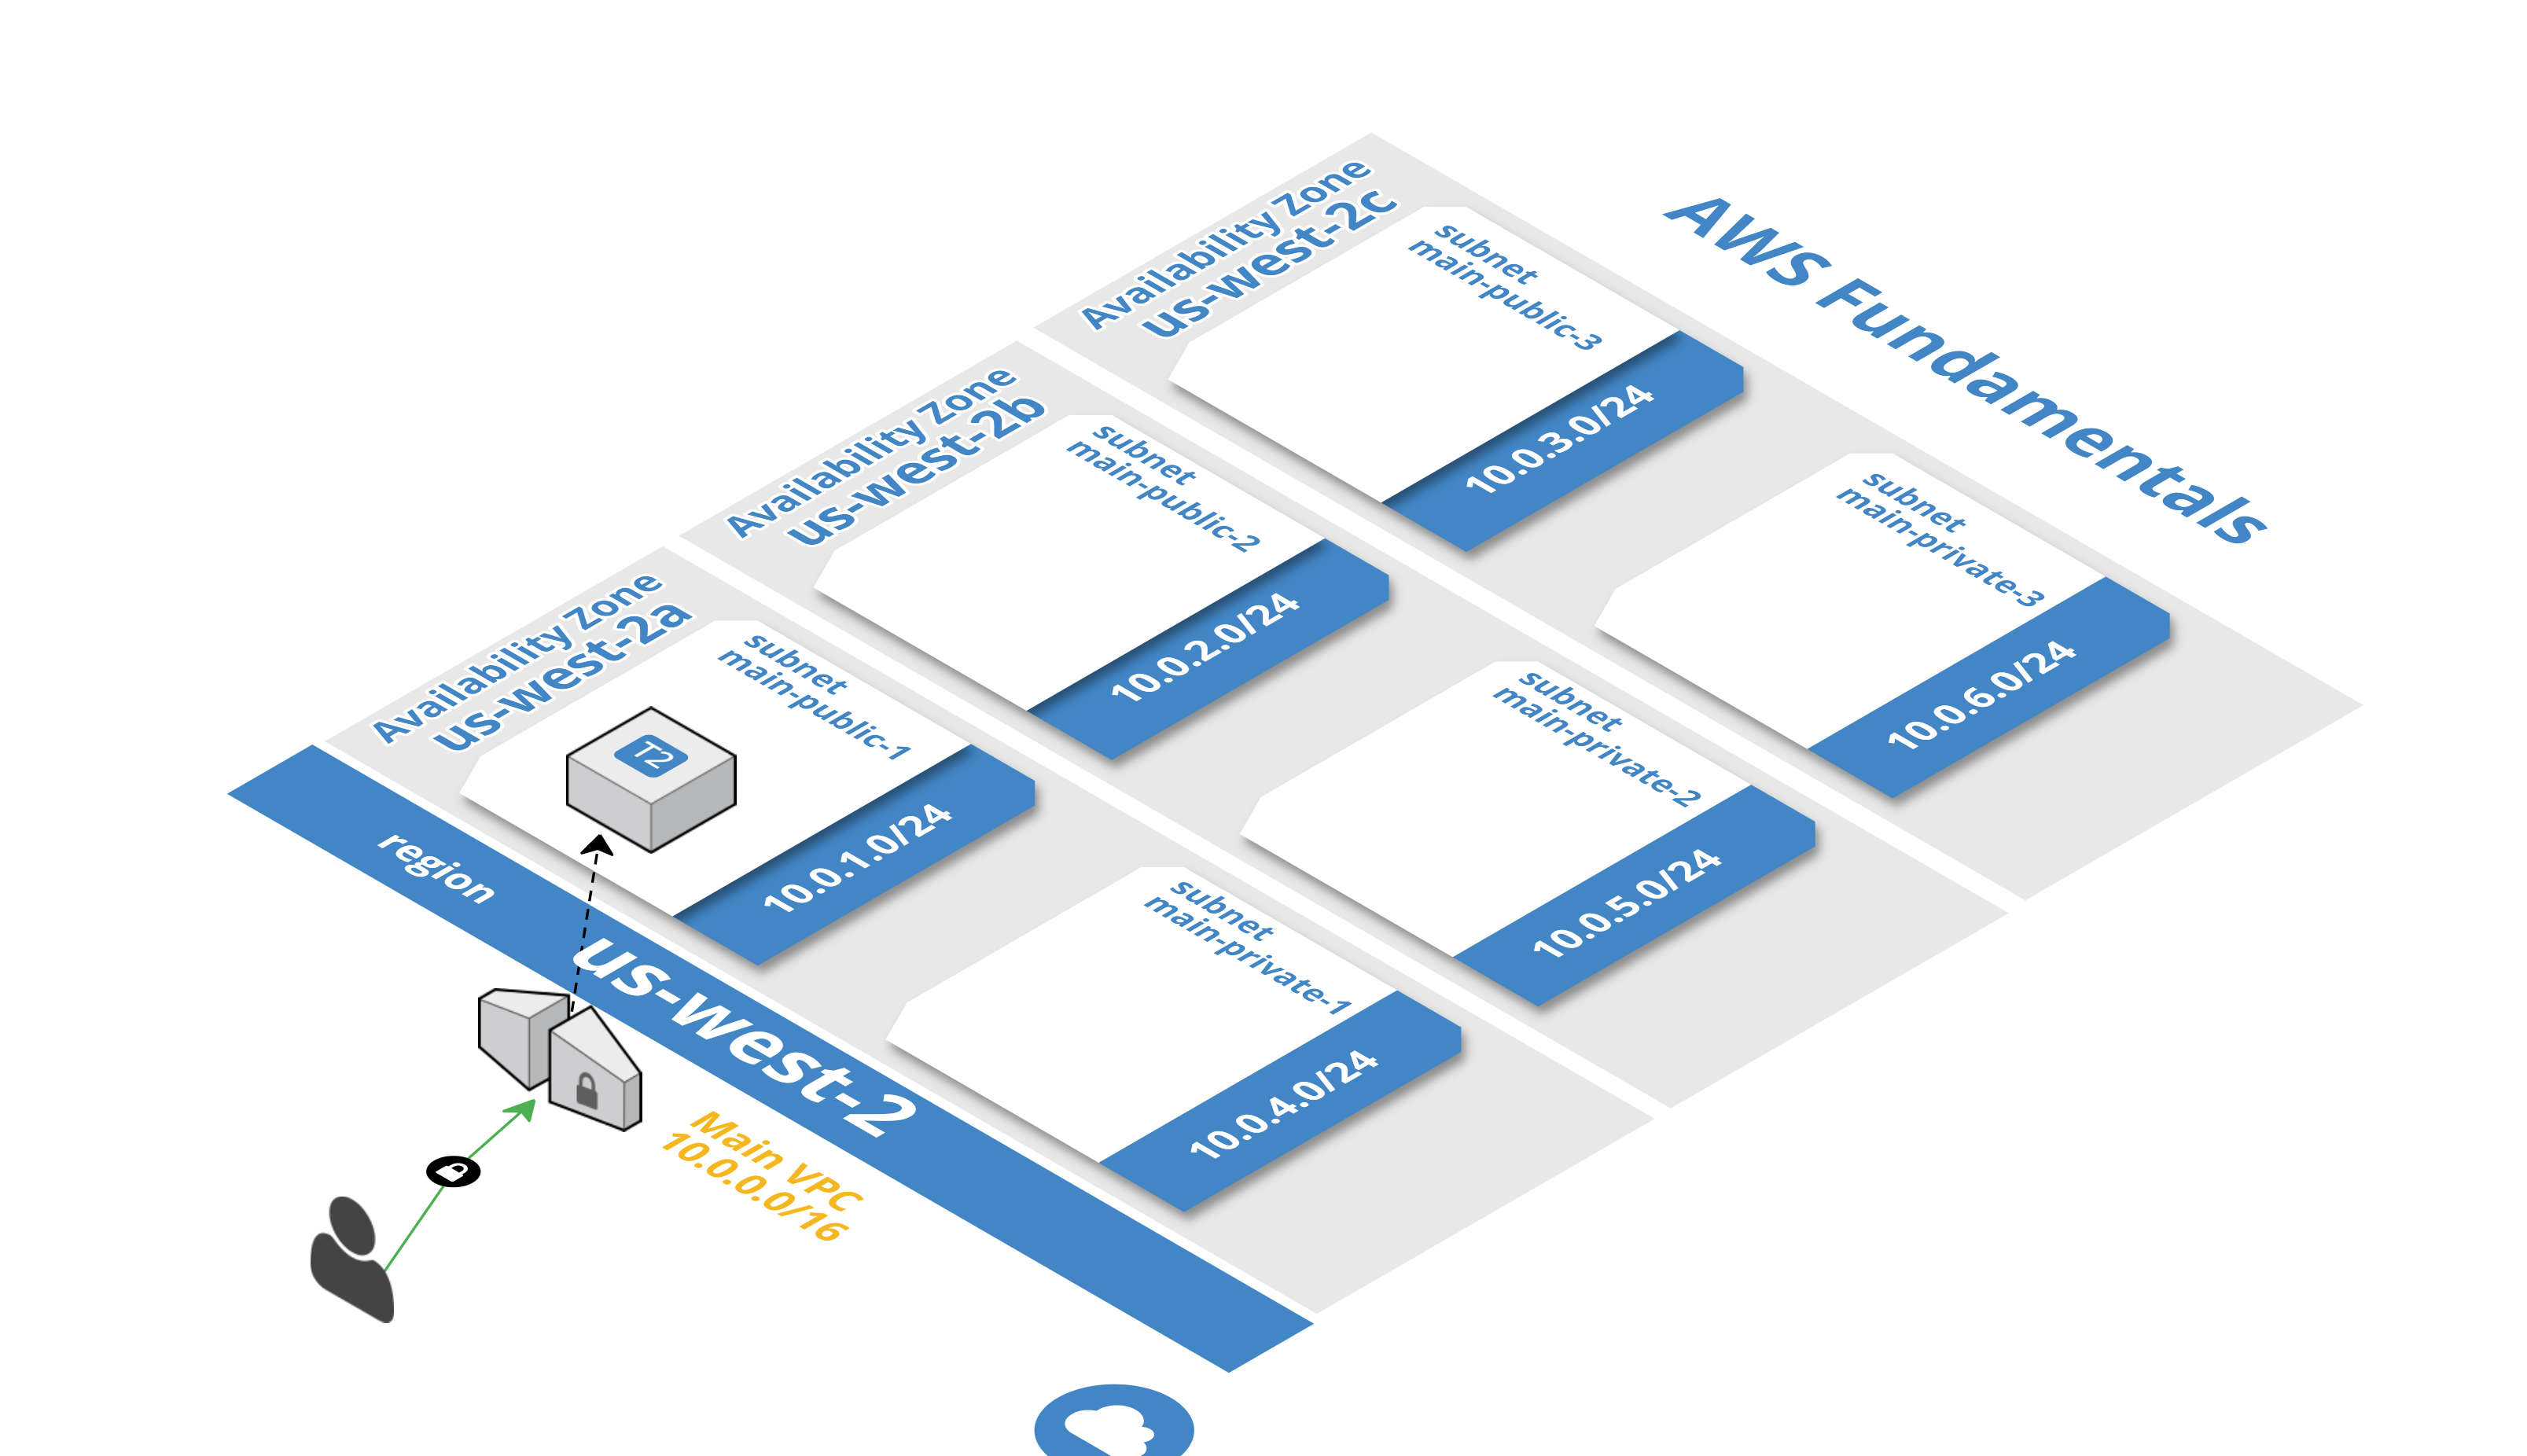 AWS Fundamentals
Availability Zone
us-west-2c
subnet
main-public-3
10.0.3.0/24
subnet
main-private-3
10.0.6.0/24
Availability Zone
us-west-2b
subnet
main-public-2
10.0.2.0/24
subnet
main-private-2
10.0.5.0/24
Availability Zone
us-west-2a
subnet
main-public-1
10.0.1.0/24
T2
subnet
main-private-1
10.0.4.0/24
region
us-west-2
Main VPC
10.0.0.0/16